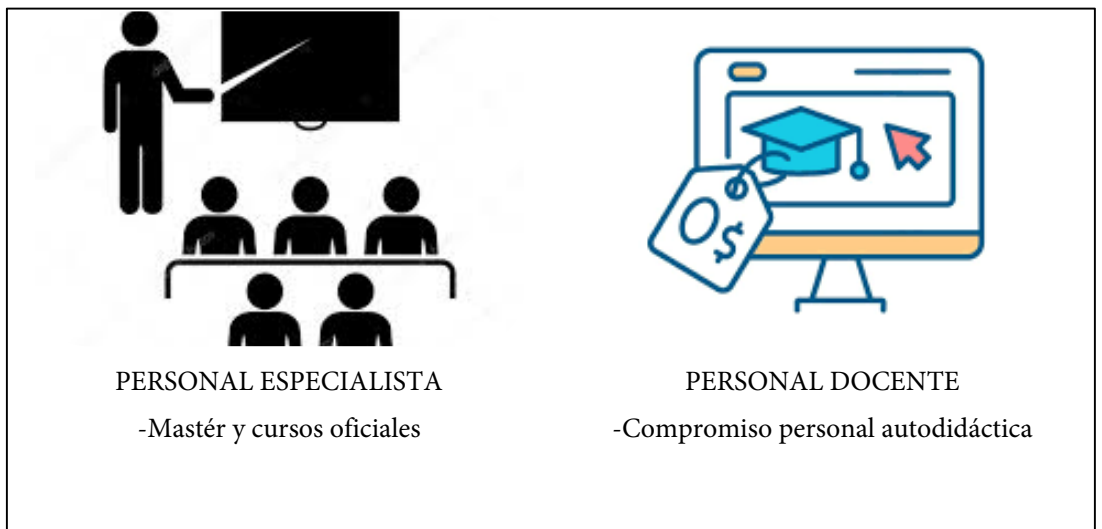 0$
PERSONAL ESPECIALISTA
-Mastér y cursos oficiales
PERSONAL DOCENTE
-Compromiso personal autodidáctica